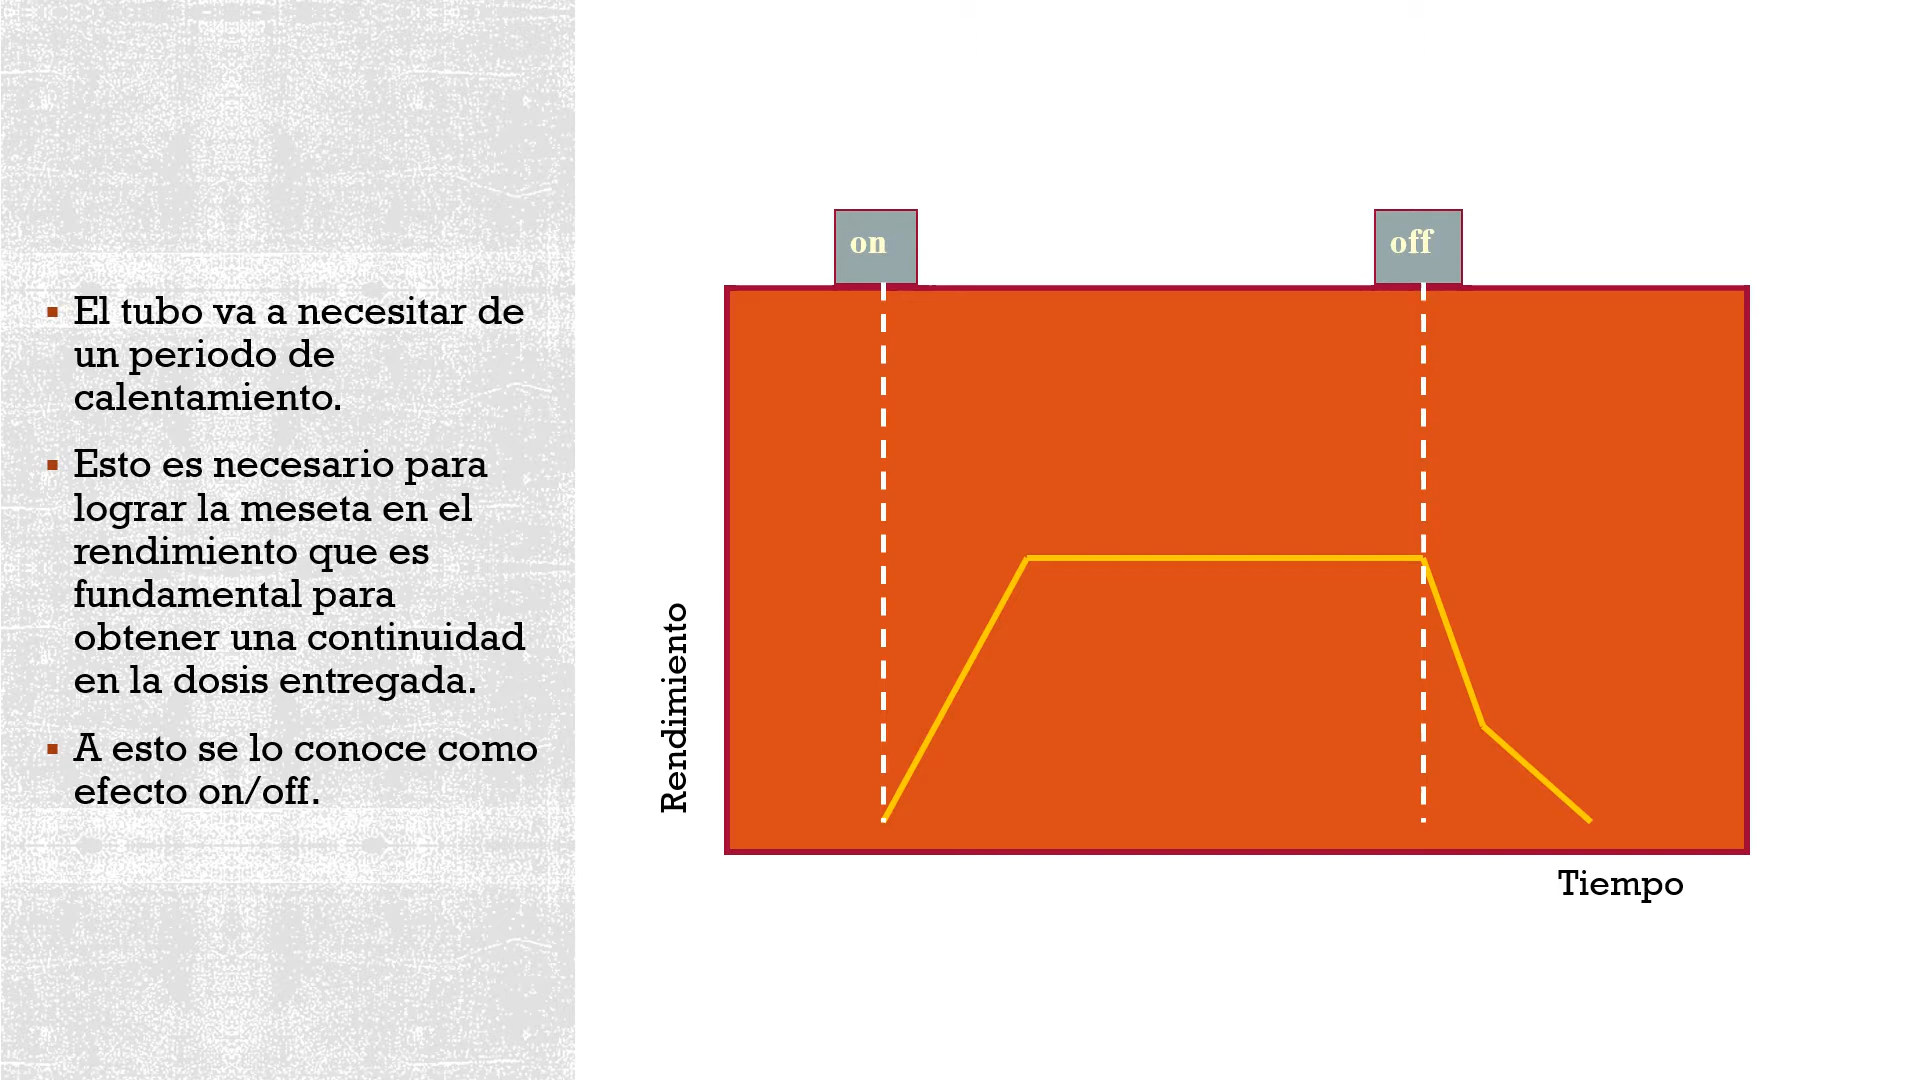 ▪ El tubo va a necesitar de
un periodo de
calentamiento.
▪ Esto es necesario para
lograr la meseta en el
rendimiento que es
fundamental para
obtener una continuidad
en la dosis entregada.
▪ A esto se lo conoce como
efecto on/off.
on
off
Rendimiento
Tiempo